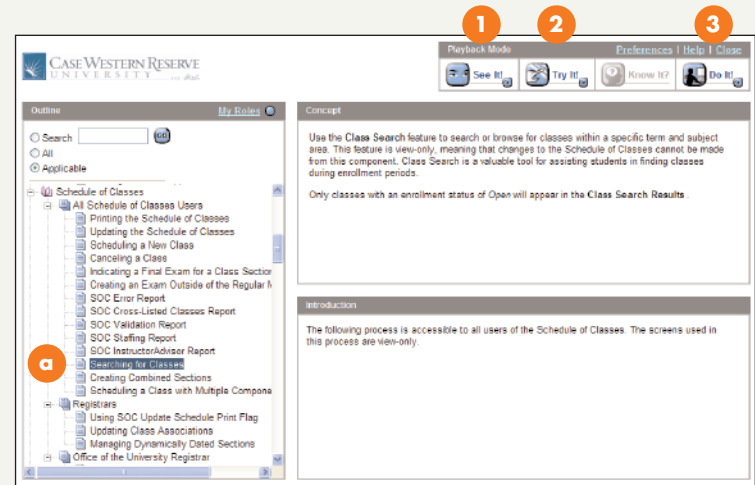 1
2
3
CASE WESTERN RESERVE
UNIVERSITY
Playback Mode
Preferences | Help | Close
See It!
Try It!
Know It?
Do It!
Outline
My Roles
Search
GO
All
Applicable
Schedule of Classes
All Schedule of Classes Users
Printing the Schedule of Classes
Updating the Schedule of Classes
Scheduling a New Class
Canceling a Class
Indicating a Final Exam for a Class Section
Creating an Exam Outside of the Regular M
SOC Error Report
SOC Cross-Listed Classes Report
SOC Validation Report
SOC Staffing Report
SOC Instructor/Advisor Report
a
Searching for Classes
Creating Combined Sections
Scheduling a Class with Multiple Compone
Registrars
Using SOC Update Schedule Print Flag
Updating Class Associations
Managing Dynamically Dated Sections
Office of the University Registrar
Concept
Use the Class Search feature to search or browse for classes within a specific term and subject
area. This feature is view-only, meaning that changes to the Schedule of Classes cannot be made
from this component. Class Search is a valuable tool for assisting students in finding classes
during enrollment periods.
Only classes with an enrollment status of Open will appear in the Class Search Results .
Introduction
The following process is accessible to all users of the Schedule of Classes. The screens used in
this process are view-only.